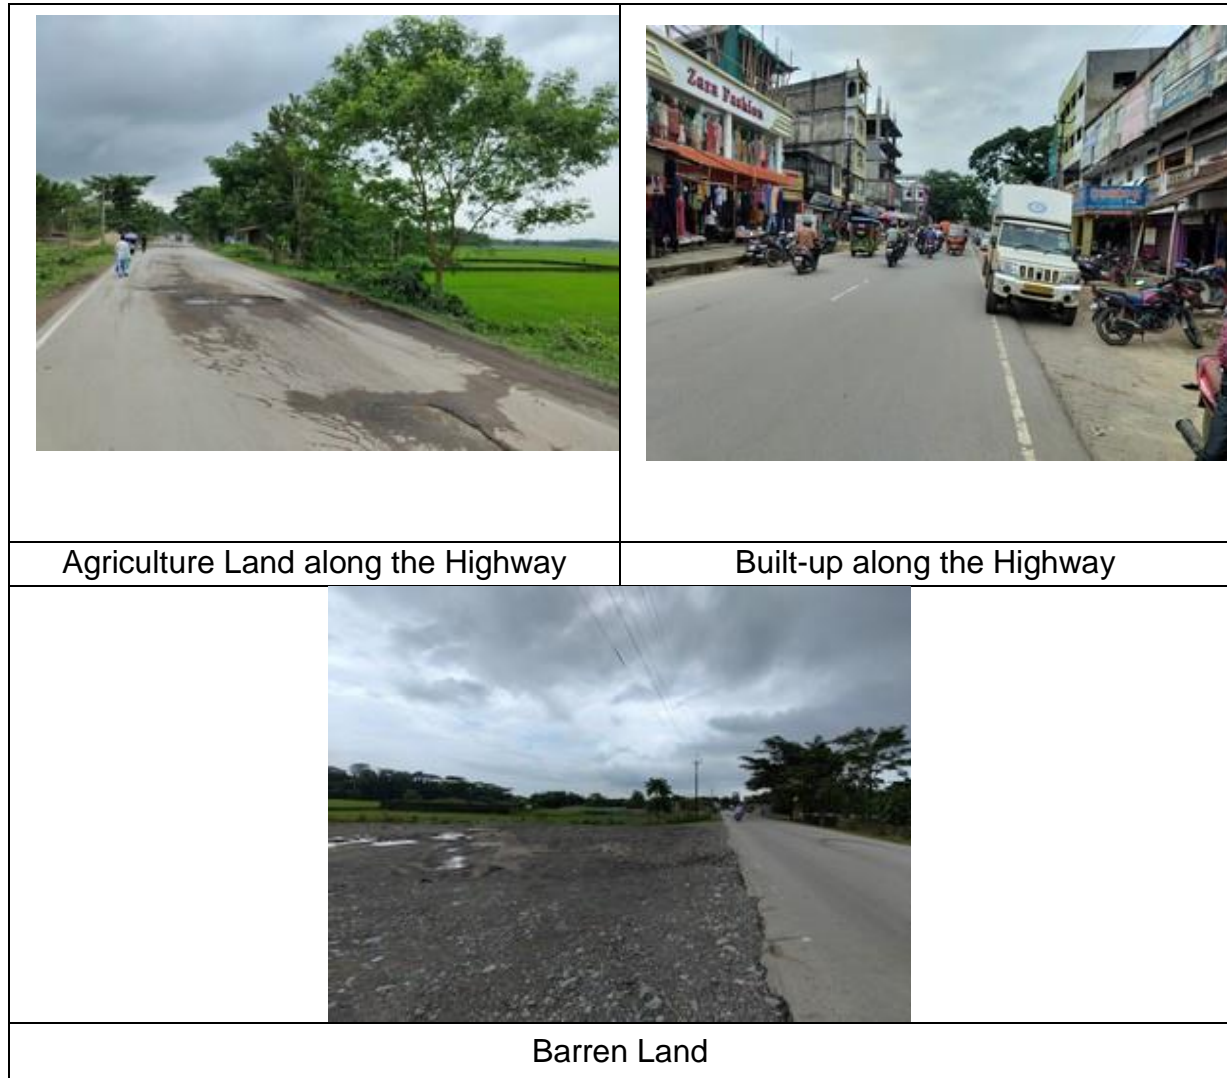 Zara Fashion
Agriculture Land along the Highway
Built-up along the Highway
Barren Land